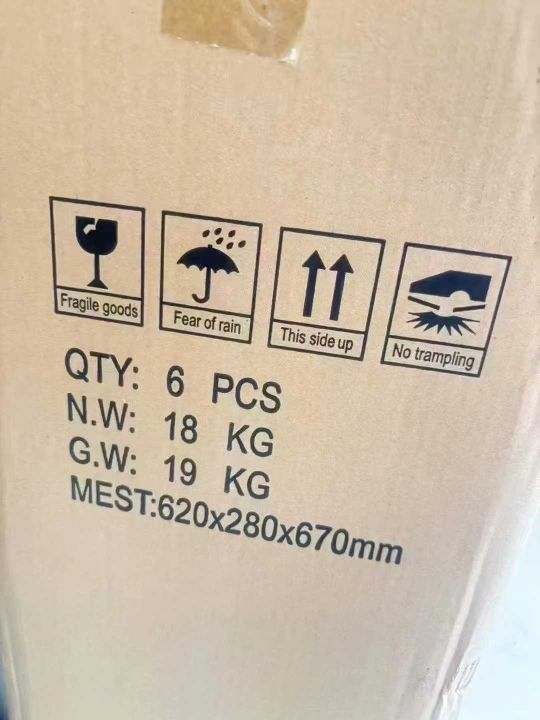 Fragile goods
Fear of rain
This side up
No trampling
QTY: 6 PCS
N.W: 18 KG
G.W: 19 KG
MEST:620x280x670mm